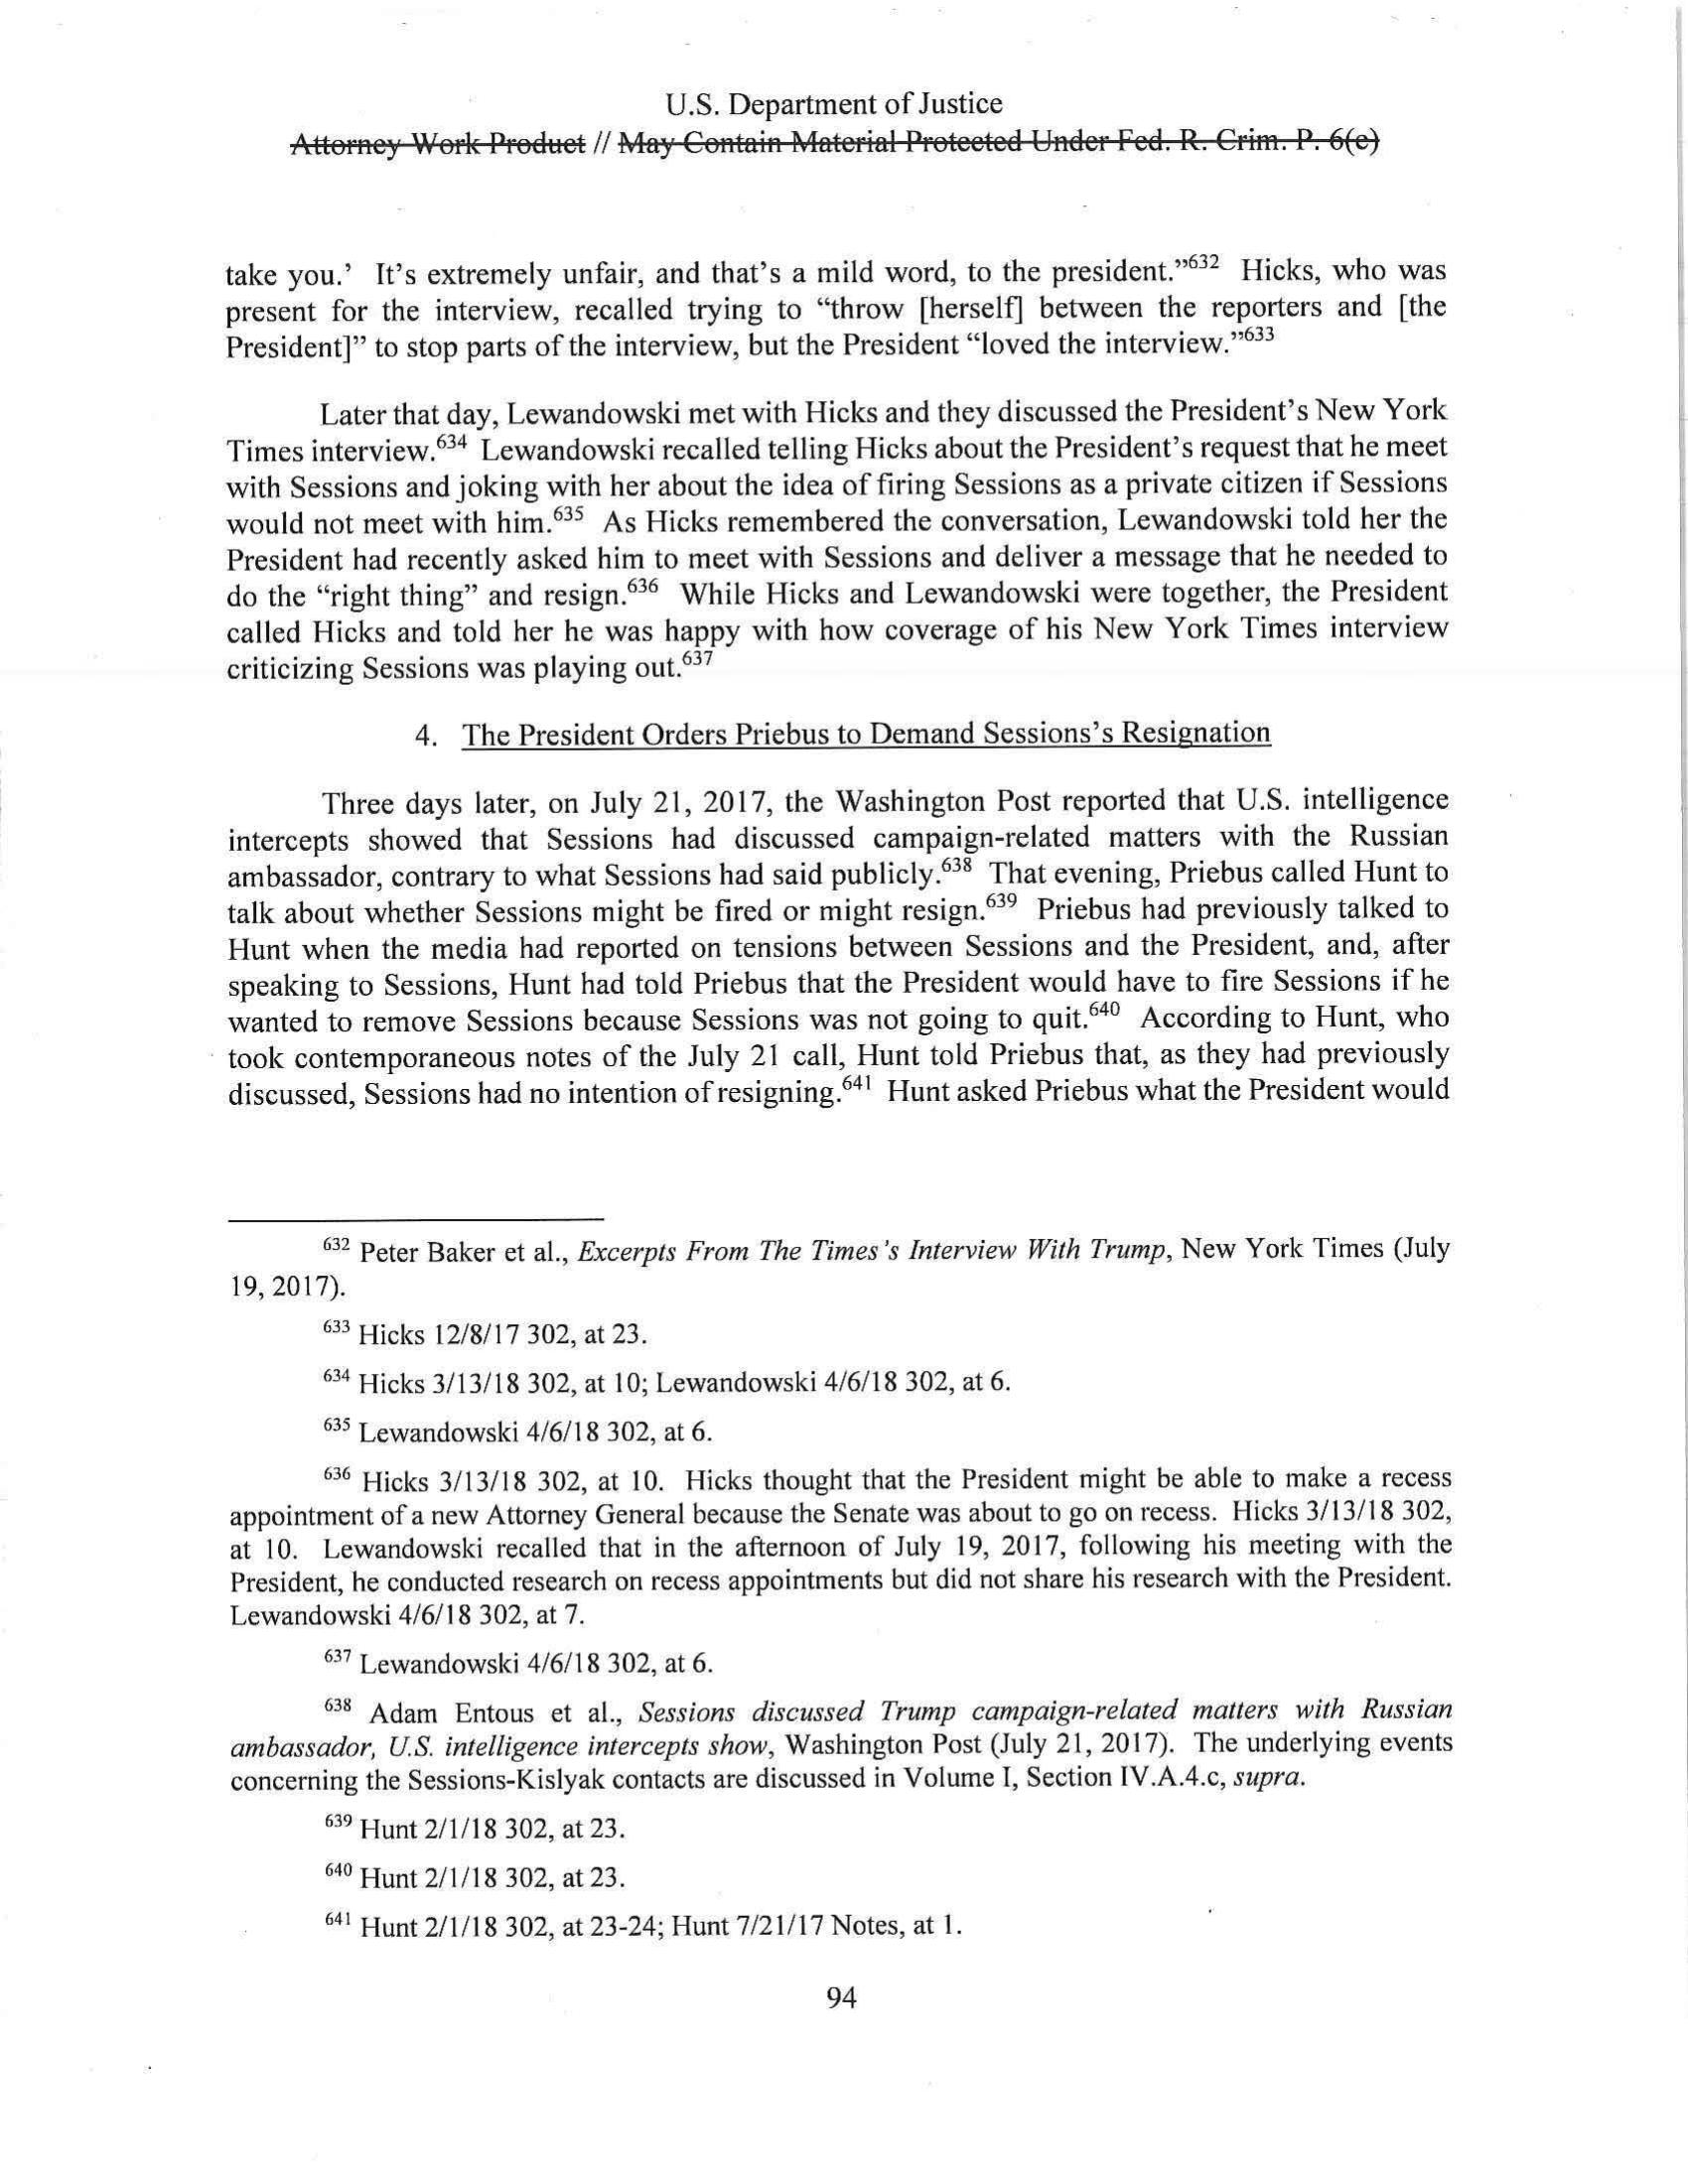 U.S. Department of Justice
Attorney Work Product // May Contain Material Protected Under Fed. R. Crim. P. 6(e)
take you.’ It’s extremely unfair, and that’s a mild word, to the president.”632 Hicks, who was
present for the interview, recalled trying to “throw [herself] between the reporters and [the
President]” to stop parts of the interview, but the President “loved the interview.”633
Later that day, Lewandowski met with Hicks and they discussed the President’s New York
Times interview.634 Lewandowski recalled telling Hicks about the President’s request that he meet
with Sessions and joking with her about the idea of firing Sessions as a private citizen if Sessions
would not meet with him.635 As Hicks remembered the conversation, Lewandowski told her the
President had recently asked him to meet with Sessions and deliver a message that he needed to
do the “right thing” and resign.636 While Hicks and Lewandowski were together, the President
called Hicks and told her he was happy with how coverage of his New York Times interview
criticizing Sessions was playing out.637
4. The President Orders Priebus to Demand Sessions’s Resignation
Three days later, on July 21, 2017, the Washington Post reported that U.S. intelligence
intercepts showed that Sessions had discussed campaign-related matters with the Russian
ambassador, contrary to what Sessions had said publicly.638 That evening, Priebus called Hunt to
talk about whether Sessions might be fired or might resign.639 Priebus had previously talked to
Hunt when the media had reported on tensions between Sessions and the President, and, after
speaking to Sessions, Hunt had told Priebus that the President would have to fire Sessions if he
wanted to remove Sessions because Sessions was not going to quit.640 According to Hunt, who
took contemporaneous notes of the July 21 call, Hunt told Priebus that, as they had previously
discussed, Sessions had no intention of resigning.641 Hunt asked Priebus what the President would
632 Peter Baker et al., Excerpts From The Times’s Interview With Trump, New York Times (July
19, 2017).
633 Hicks 12/8/17 302, at 23.
634 Hicks 3/13/18 302, at 10; Lewandowski 4/6/18 302, at 6.
635 Lewandowski 4/6/18 302, at 6.
636 Hicks 3/13/18 302, at 10. Hicks thought that the President might be able to make a recess
appointment of a new Attorney General because the Senate was about to go on recess. Hicks 3/13/18 302,
at 10. Lewandowski recalled that in the afternoon of July 19, 2017, following his meeting with the
President, he conducted research on recess appointments but did not share his research with the President.
Lewandowski 4/6/18 302, at 7.
637 Lewandowski 4/6/18 302, at 6.
638 Adam Entous et al., Sessions discussed Trump campaign-related matters with Russian
ambassador, U.S. intelligence intercepts show, Washington Post (July 21, 2017). The underlying events
concerning the Sessions-Kislyak contacts are discussed in Volume I, Section IV.A.4.c, supra.
639 Hunt 2/1/18 302, at 23.
640 Hunt 2/1/18 302, at 23.
641 Hunt 2/1/18 302, at 23-24; Hunt 7/21/17 Notes, at 1.
94